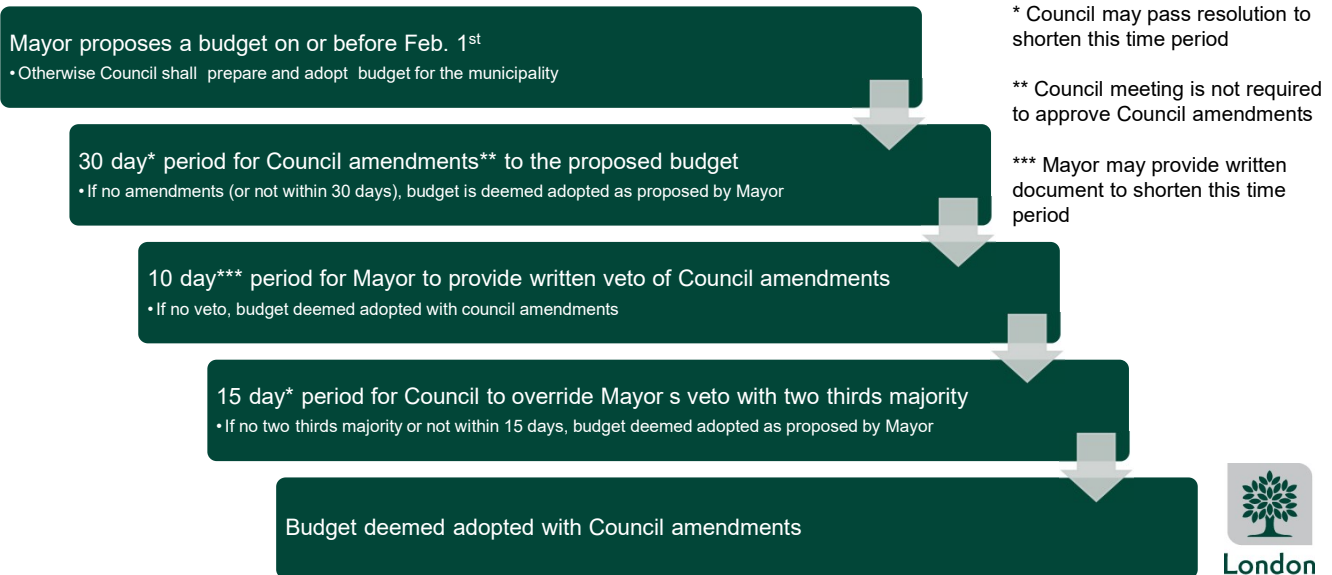 Mayor proposes a budget on or before Feb. 1st
• Otherwise Council shall prepare and adopt budget for the municipality
30 day* period for Council amendments** to the proposed budget
• If no amendments (or not within 30 days), budget is deemed adopted as proposed by Mayor
10 day*** period for Mayor to provide written veto of Council amendments
• If no veto, budget deemed adopted with council amendments
15 day* period for Council to override Mayor s veto with two thirds majority
• If no two thirds majority or not within 15 days, budget deemed adopted as proposed by Mayor
Budget deemed adopted with Council amendments
* Council may pass resolution to
shorten this time period
** Council meeting is not required
to approve Council amendments
*** Mayor may provide written
document to shorten this time
period
London